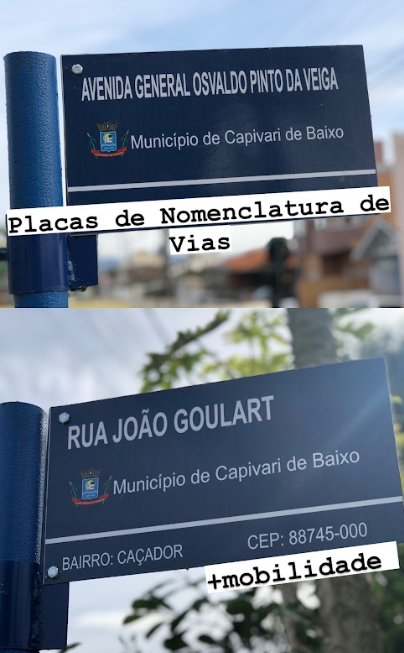 AVENIDA GENERAL OSVALDO PINTO DA VEIGA
Município de Capivari de Baixo
Placas de Nomenclatura de
Vias
RUA JOÃO GOULART
Município de Capivari de Baixo
BAIRRO: CAÇADOR
CEP: 88745-000
+mobilidade